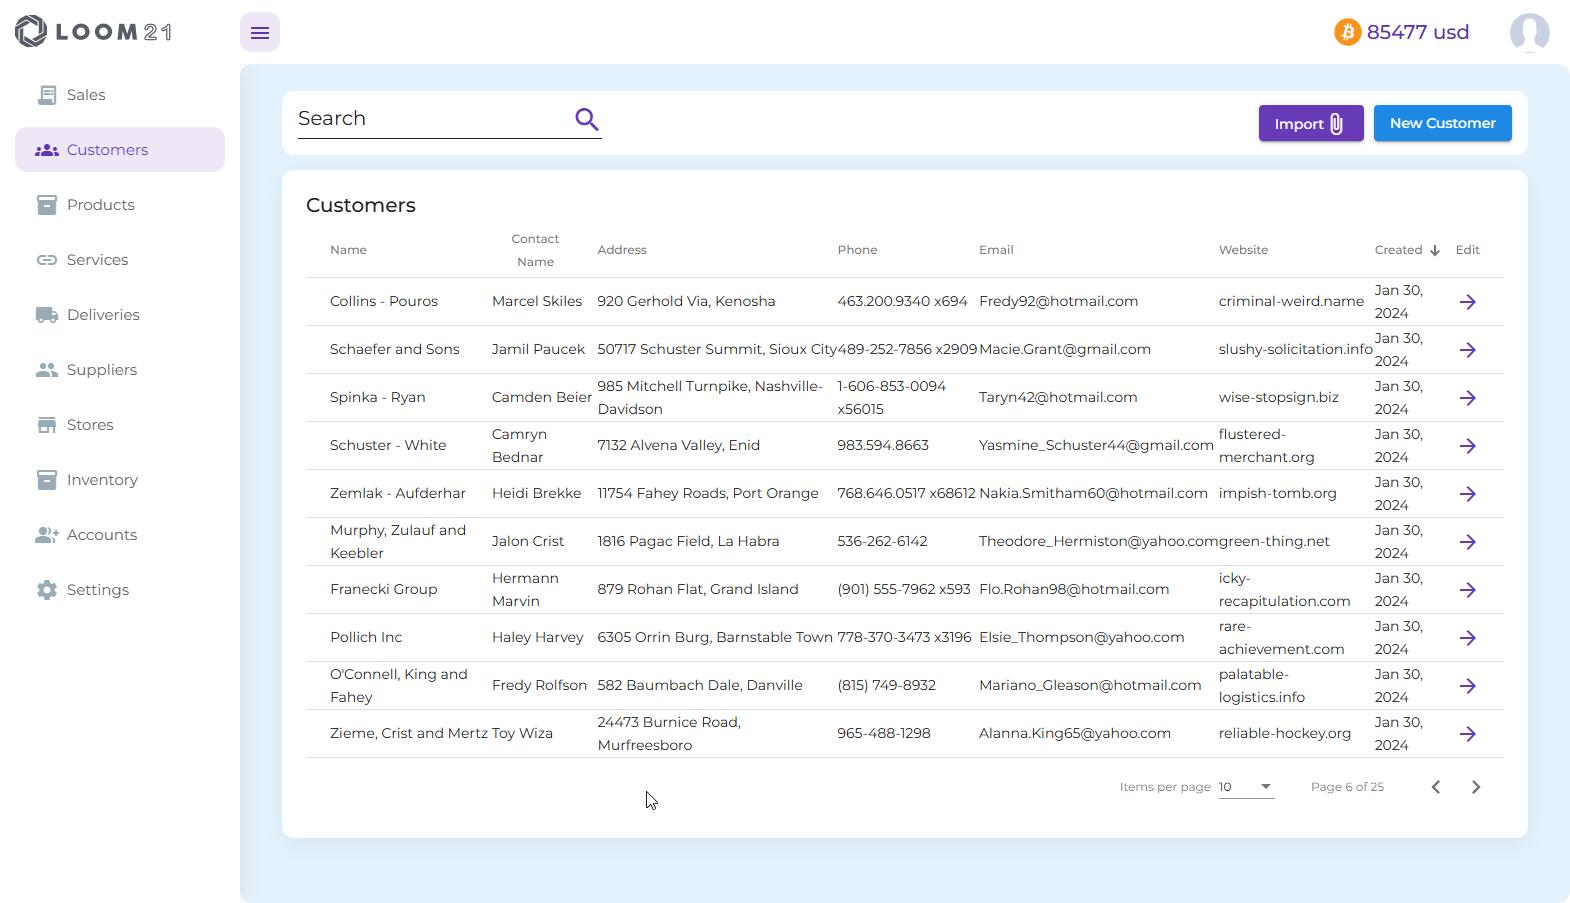 LOOM 21
85477 usd
Sales
Customers
Products
Services
Deliveries
Suppliers
Stores
Inventory
Accounts
Settings
Search
Import
New Customer
Customers
Name Contact Name Address Phone Email Website Created Edit
Collins - Pouros Marcel Skiles 920 Gerhold Via, Kenosha 463.200.9340 x694 Fredy92@hotmail.com criminal-weird.name Jan 30, 2024
Schaefer and Sons Jamil Paucek 50717 Schuster Summit, Sioux City 489-252-7856 x2909 Macie.Grant@gmail.com slushy-solicitation.info Jan 30, 2024
Spinka - Ryan Camden Beier 985 Mitchell Turnpike, Nashville-Davidson 1-606-853-0094 x56015 Taryn42@hotmail.com wise-stopsign.biz Jan 30, 2024
Schuster - White Camryn Bednar 7132 Alvena Valley, Enid 983.594.8663 Yasmine_Schuster44@gmail.com flustered-merchant.org Jan 30, 2024
Zemlak - Aufderhar Heidi Brekke 11754 Fahey Roads, Port Orange 768.646.0517 x68612 Nakia.Smitham60@hotmail.com impish-tomb.org Jan 30, 2024
Murphy, Zulauf and Keebler Jalon Crist 1816 Pagac Field, La Habra 536-262-6142 Theodore_Hermiston@yahoo.com green-thing.net Jan 30, 2024
Franecki Group Hermann Marvin 879 Rohan Flat, Grand Island (901) 555-7962 x593 Flo.Rohan98@hotmail.com icky-recapitulation.com Jan 30, 2024
Pollich Inc Haley Harvey 6305 Orrin Burg, Barnstable Town 778-370-3473 x3196 Elsie_Thompson@yahoo.com rare-achievement.com Jan 30, 2024
O'Connell, King and Fahey Fredy Rolfson 582 Baumbach Dale, Danville (815) 749-8932 Mariano_Gleason@hotmail.com palatable-logistics.info Jan 30, 2024
Zieme, Crist and Mertz Toy Wiza 24473 Burnice Road, Murfreesboro 965-488-1298 Alanna.King65@yahoo.com reliable-hockey.org Jan 30, 2024
Items per page 10 Page 6 of 25